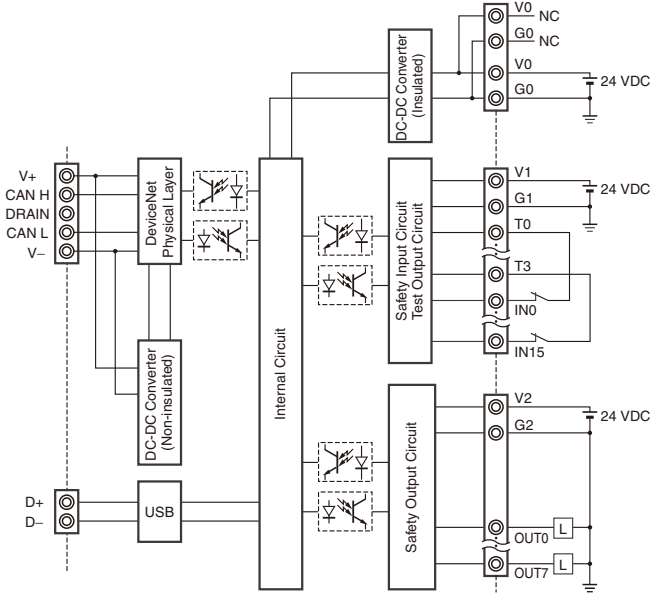 V0
NC
G0
NC
V0
G0
24 VDC
DC-DC Converter
(Insulated)
V+
CAN H
DRAIN
CAN L
V–
DeviceNet
Physical Layer
DC-DC Converter
(Non-insulated)
D+
D–
USB
Internal Circuit
Safety Input Circuit
Test Output Circuit
V1
G1
T0
T3
IN0
IN15
24 VDC
Safety Output Circuit
V2
G2
24 VDC
OUT0
L
OUT7
L